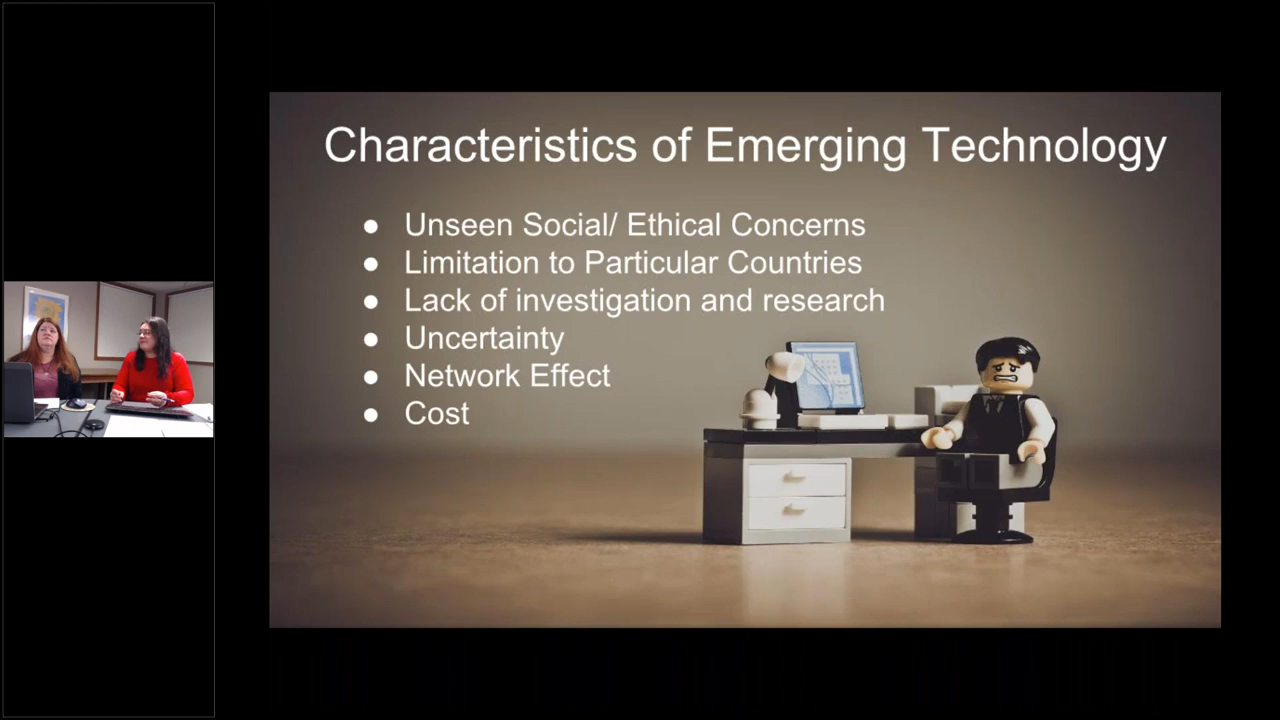 Characteristics of Emerging Technology
● Unseen Social/ Ethical Concerns
● Limitation to Particular Countries
● Lack of investigation and research
● Uncertainty
● Network Effect
● Cost